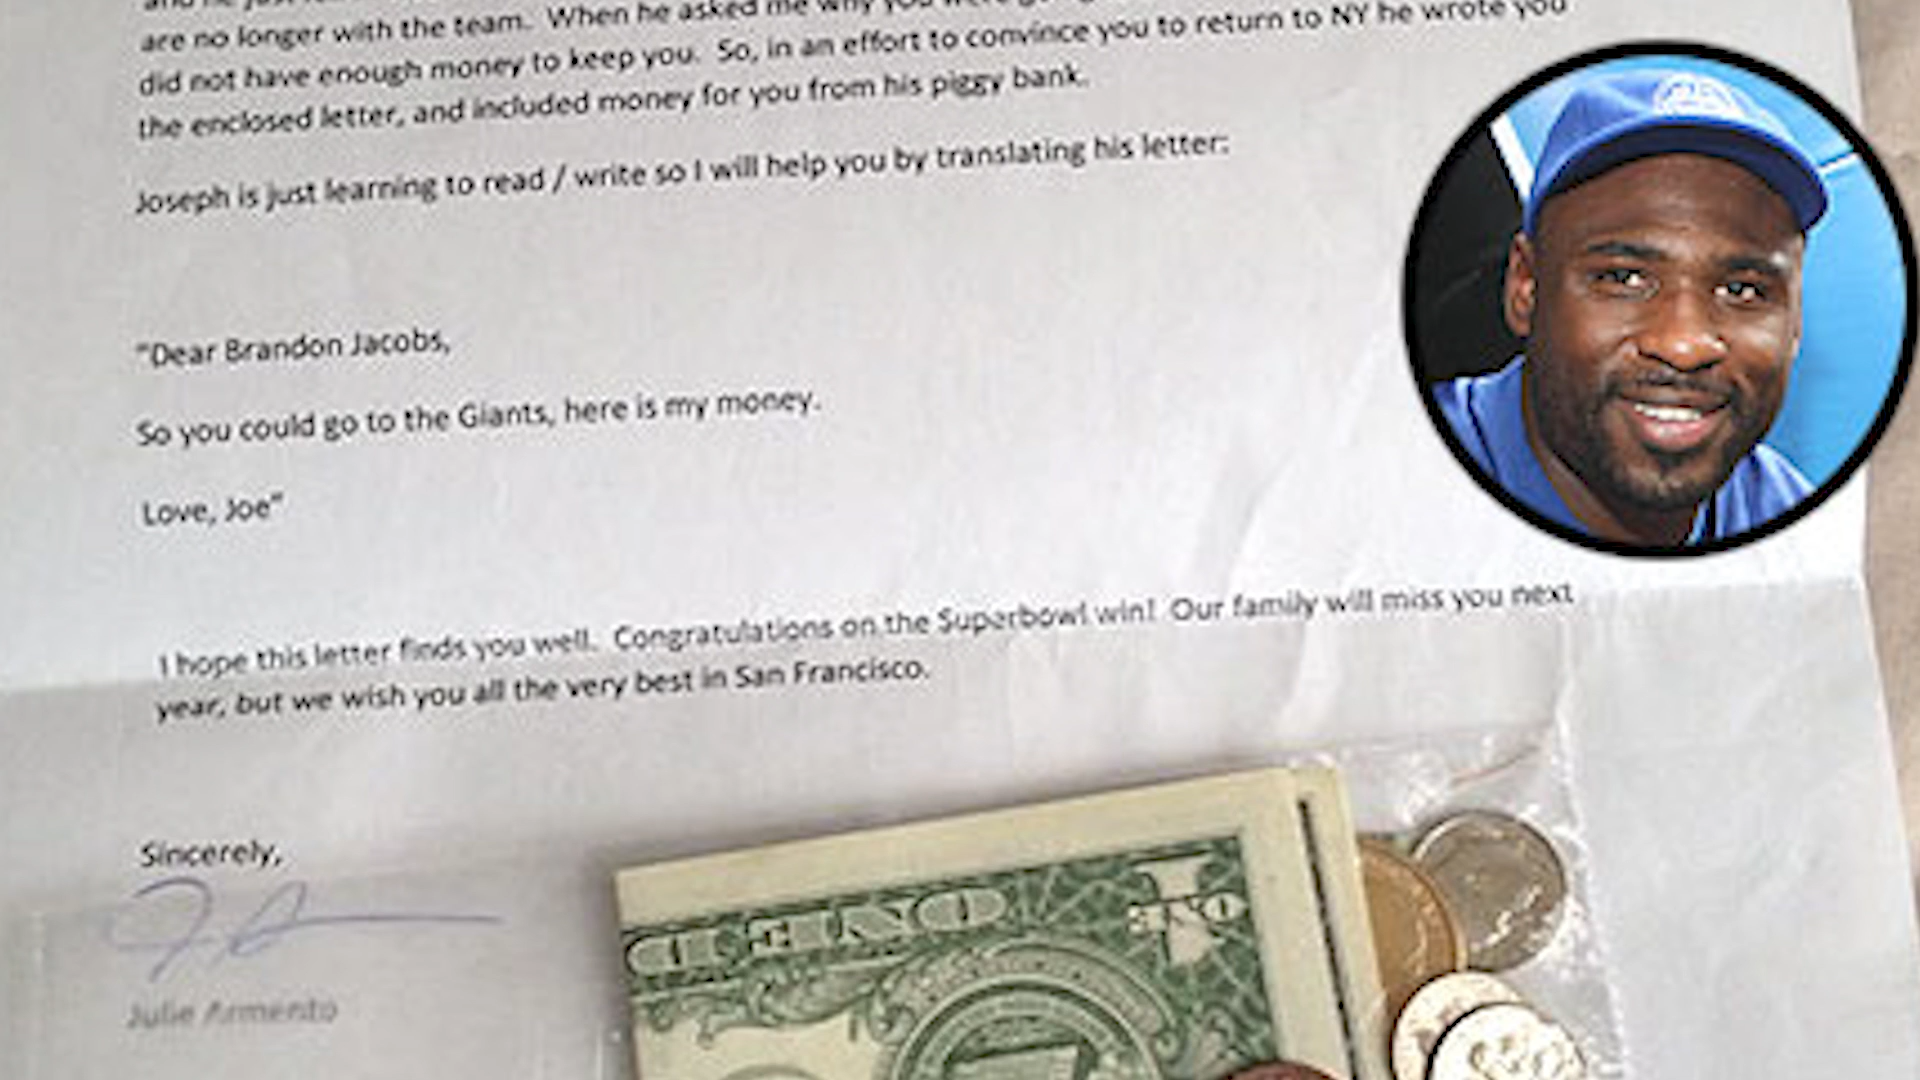 are no longer with the team. When he asked me why you were
did not have enough money to keep you. So, in an effort to convince you to return to NY he wrote you
the enclosed letter, and included money for you from his piggy bank.
Joseph is just learning to read / write so I will help you by translating his letter:
"Dear Brandon Jacobs,
So you could go to the Giants, here is my money.
Love, Joe"
I hope this letter finds you well. Congratulations on the Superbowl win! Our family will miss you next
year, but we wish you all the very best in San Francisco.
Sincerely,
Julie Armento
ONE